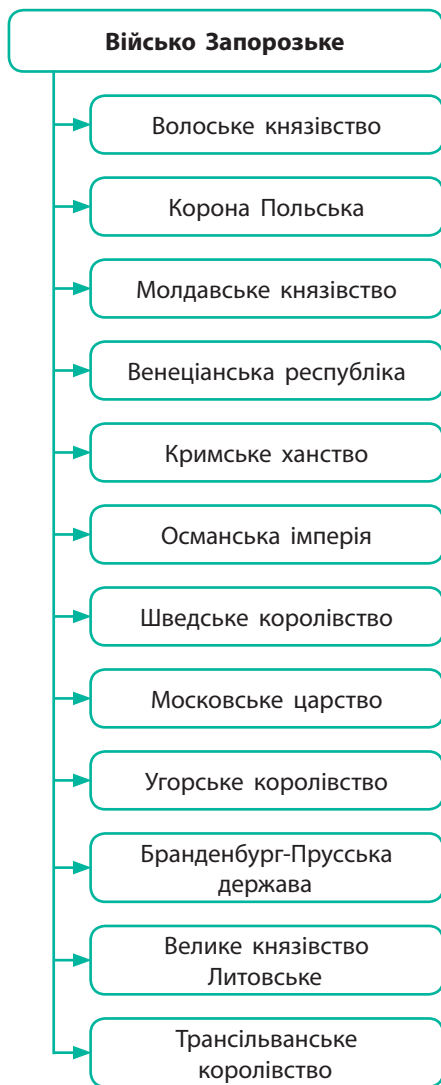 Військо Запорозьке
Волоське князівство
Корона Польська
Молдавське князівство
Венеціанська республіка
Кримське ханство
Османська імперія
Шведське королівство
Московське царство
Угорське королівство
Бранденбург-Прусська
держава
Велике князівство
Литовське
Трансільванське
королівство